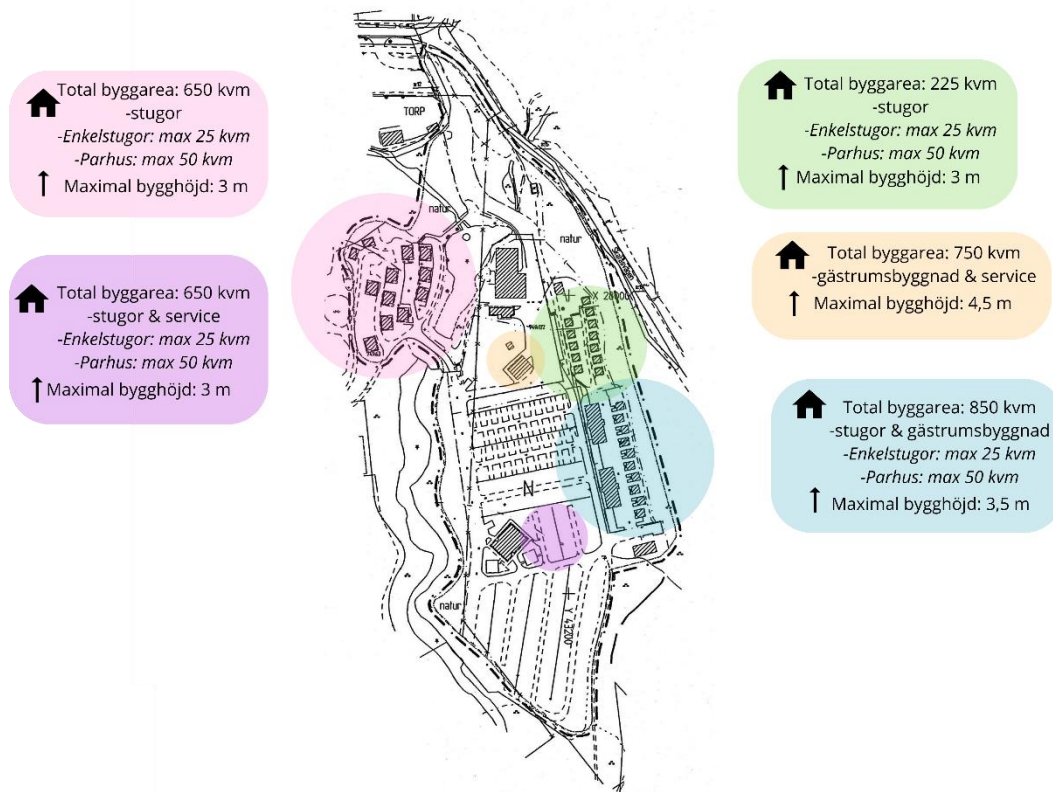 Total byggarea: 650 kvm
-stugor
-Enkelstugor: max 25 kvm
-Parhus: max 50 kvm
Maximal bygghöjd: 3 m
Total byggarea: 650 kvm
-stugor & service
-Enkelstugor: max 25 kvm
-Parhus: max 50 kvm
Maximal bygghöjd: 3 m
TORP
natur
natur
X 28000
N
natur
Y 43200
Total byggarea: 225 kvm
-stugor
-Enkelstugor: max 25 kvm
-Parhus: max 50 kvm
Maximal bygghöjd: 3 m
Total byggarea: 750 kvm
-gästrumsbyggnad & service
Maximal bygghöjd: 4,5 m
Total byggarea: 850 kvm
-stugor & gästrumsbyggnad
-Enkelstugor: max 25 kvm
-Parhus: max 50 kvm
Maximal bygghöjd: 3,5 m